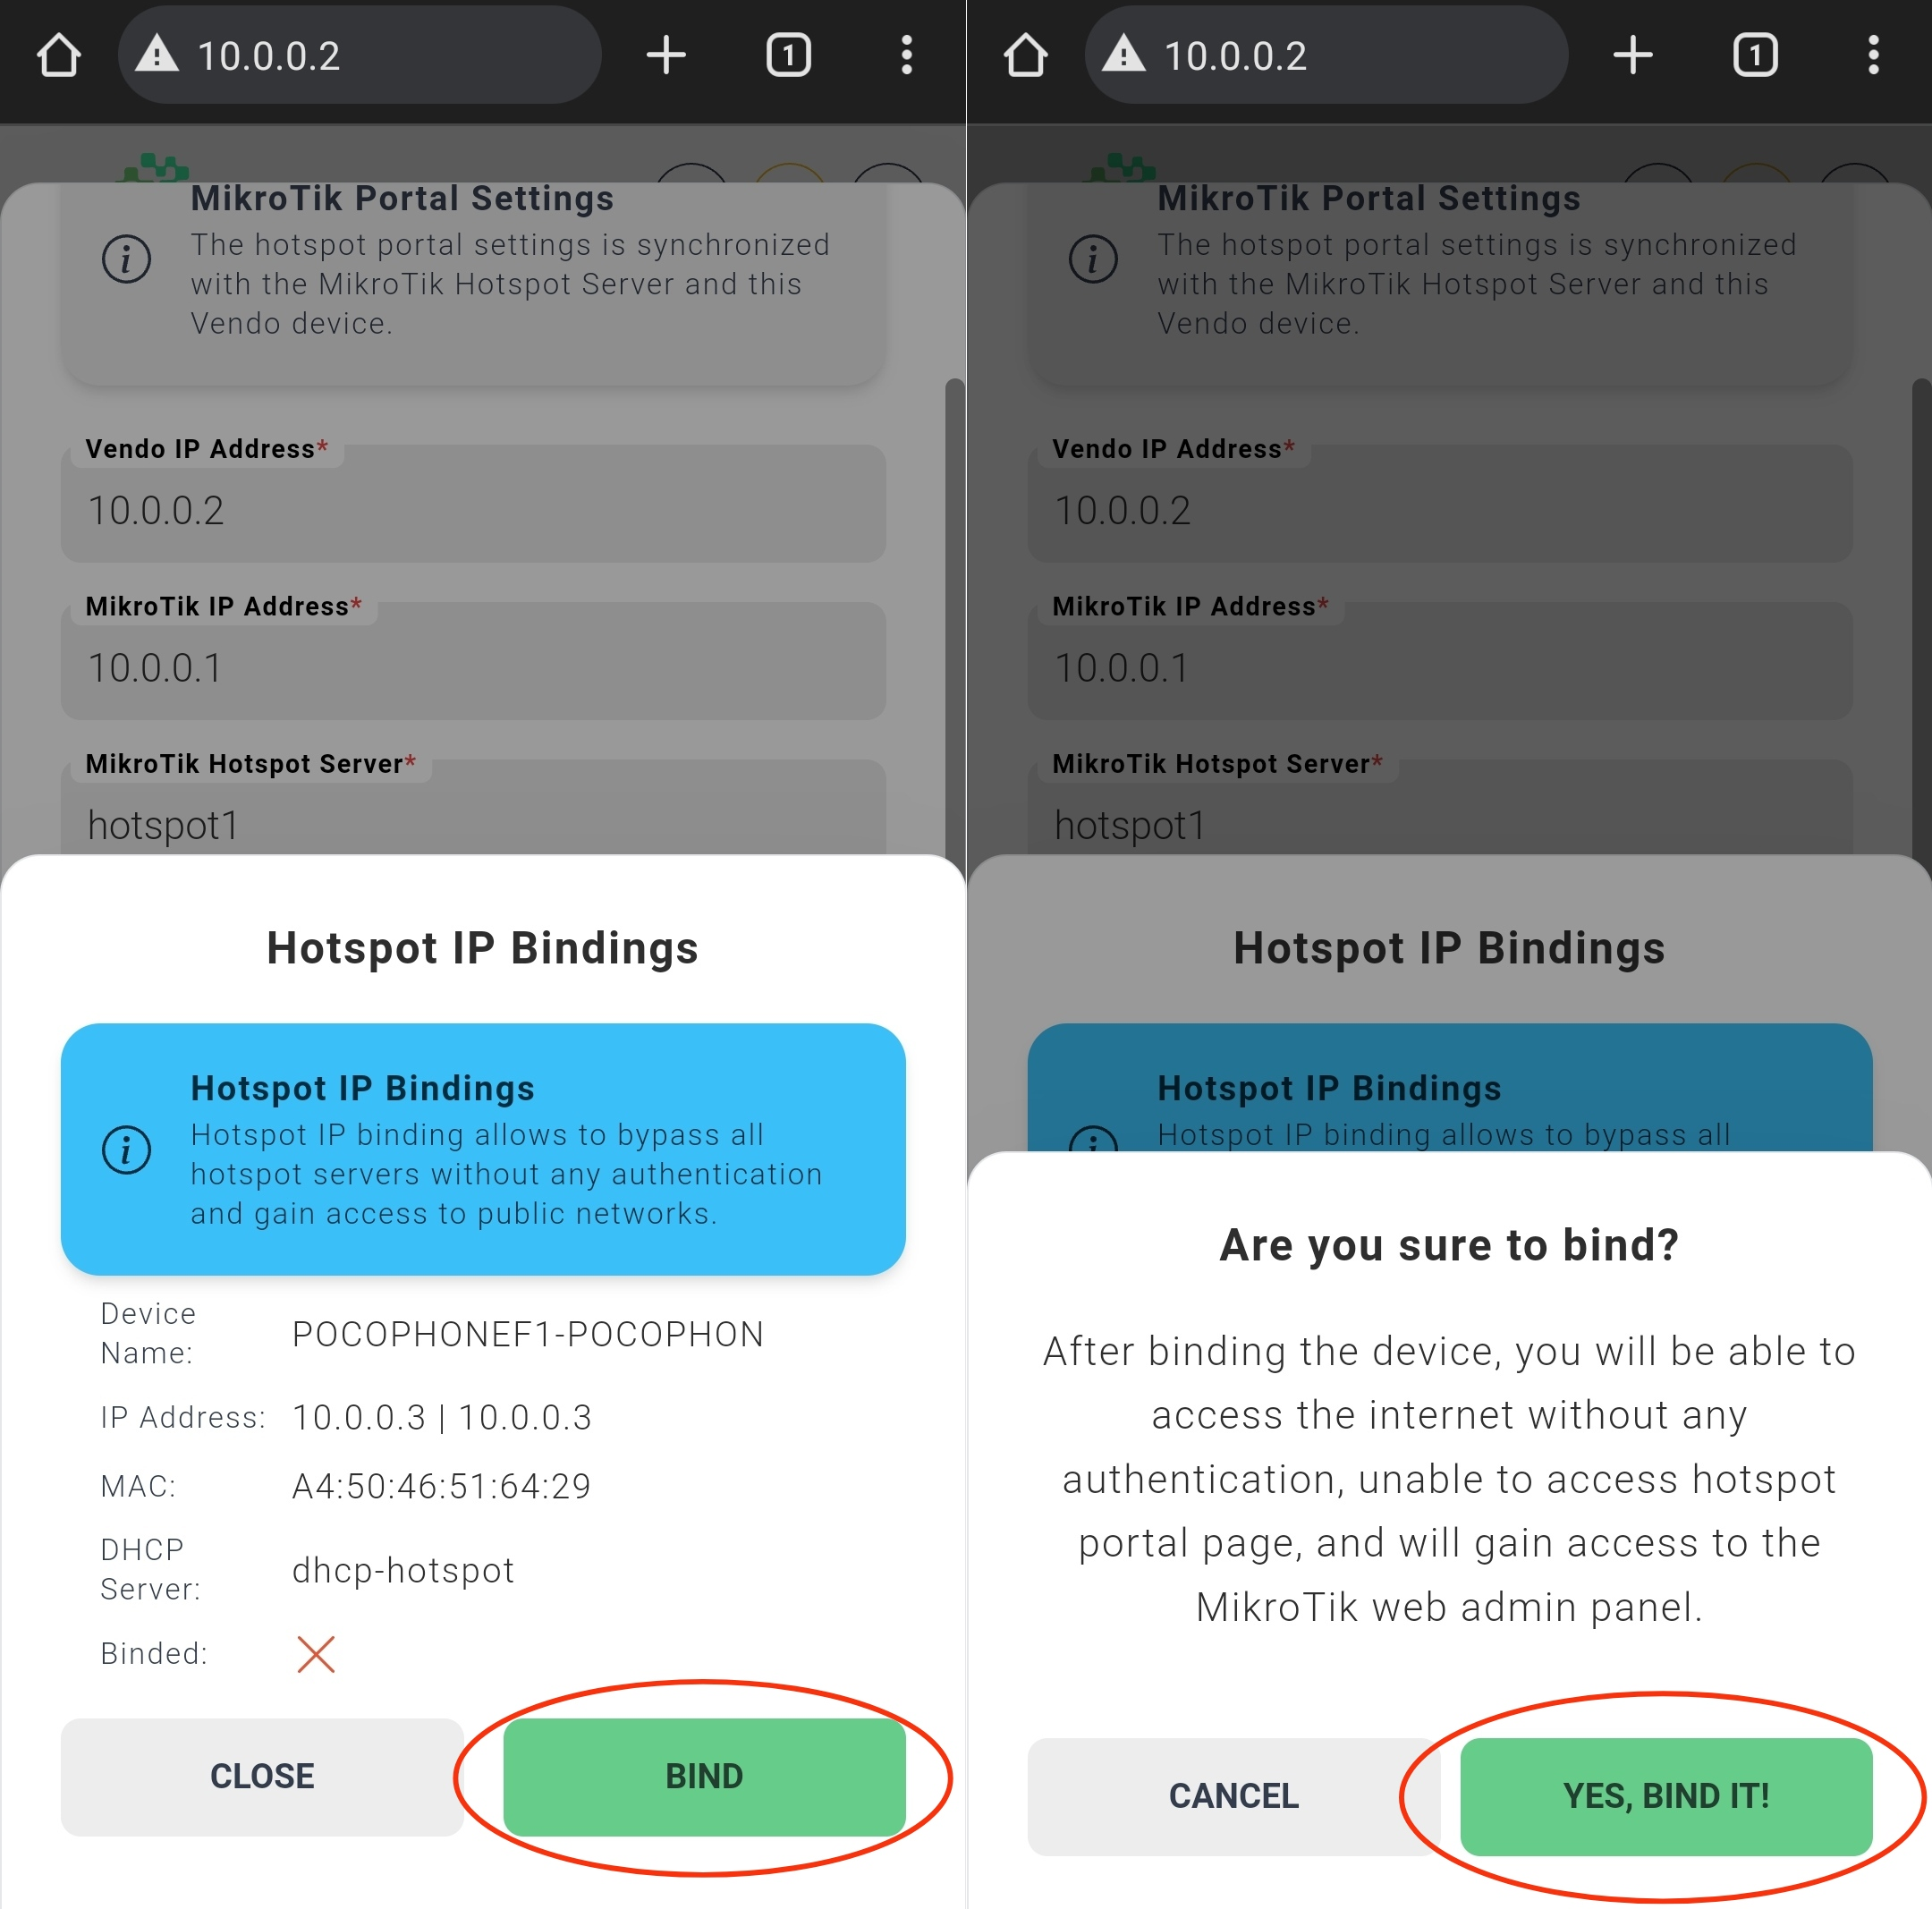 10.0.0.2
1
MikroTik Portal Settings
The hotspot portal settings is synchronized
with the MikroTik Hotspot Server and this
Vendo device.
Vendo IP Address*
10.0.0.2
MikroTik IP Address*
10.0.0.1
MikroTik Hotspot Server*
hotspot1
Hotspot IP Bindings
Hotspot IP Bindings
Hotspot IP binding allows to bypass all
hotspot servers without any authentication
and gain access to public networks.
Device
Name:
POCOPHONEF1-POCOPHON
IP Address: 10.0.0.3 | 10.0.0.3
MAC: A4:50:46:51:64:29
DHCP
Server:
dhcp-hotspot
Binded:
CLOSE
BIND
10.0.0.2
1
MikroTik Portal Settings
The hotspot portal settings is synchronized
with the MikroTik Hotspot Server and this
Vendo device.
Vendo IP Address*
10.0.0.2
MikroTik IP Address*
10.0.0.1
MikroTik Hotspot Server*
hotspot1
Hotspot IP Bindings
Hotspot IP Bindings
Hotspot IP binding allows to bypass all
Are you sure to bind?
After binding the device, you will be able to
access the internet without any
authentication, unable to access hotspot
portal page, and will gain access to the
MikroTik web admin panel.
CANCEL
YES, BIND IT!